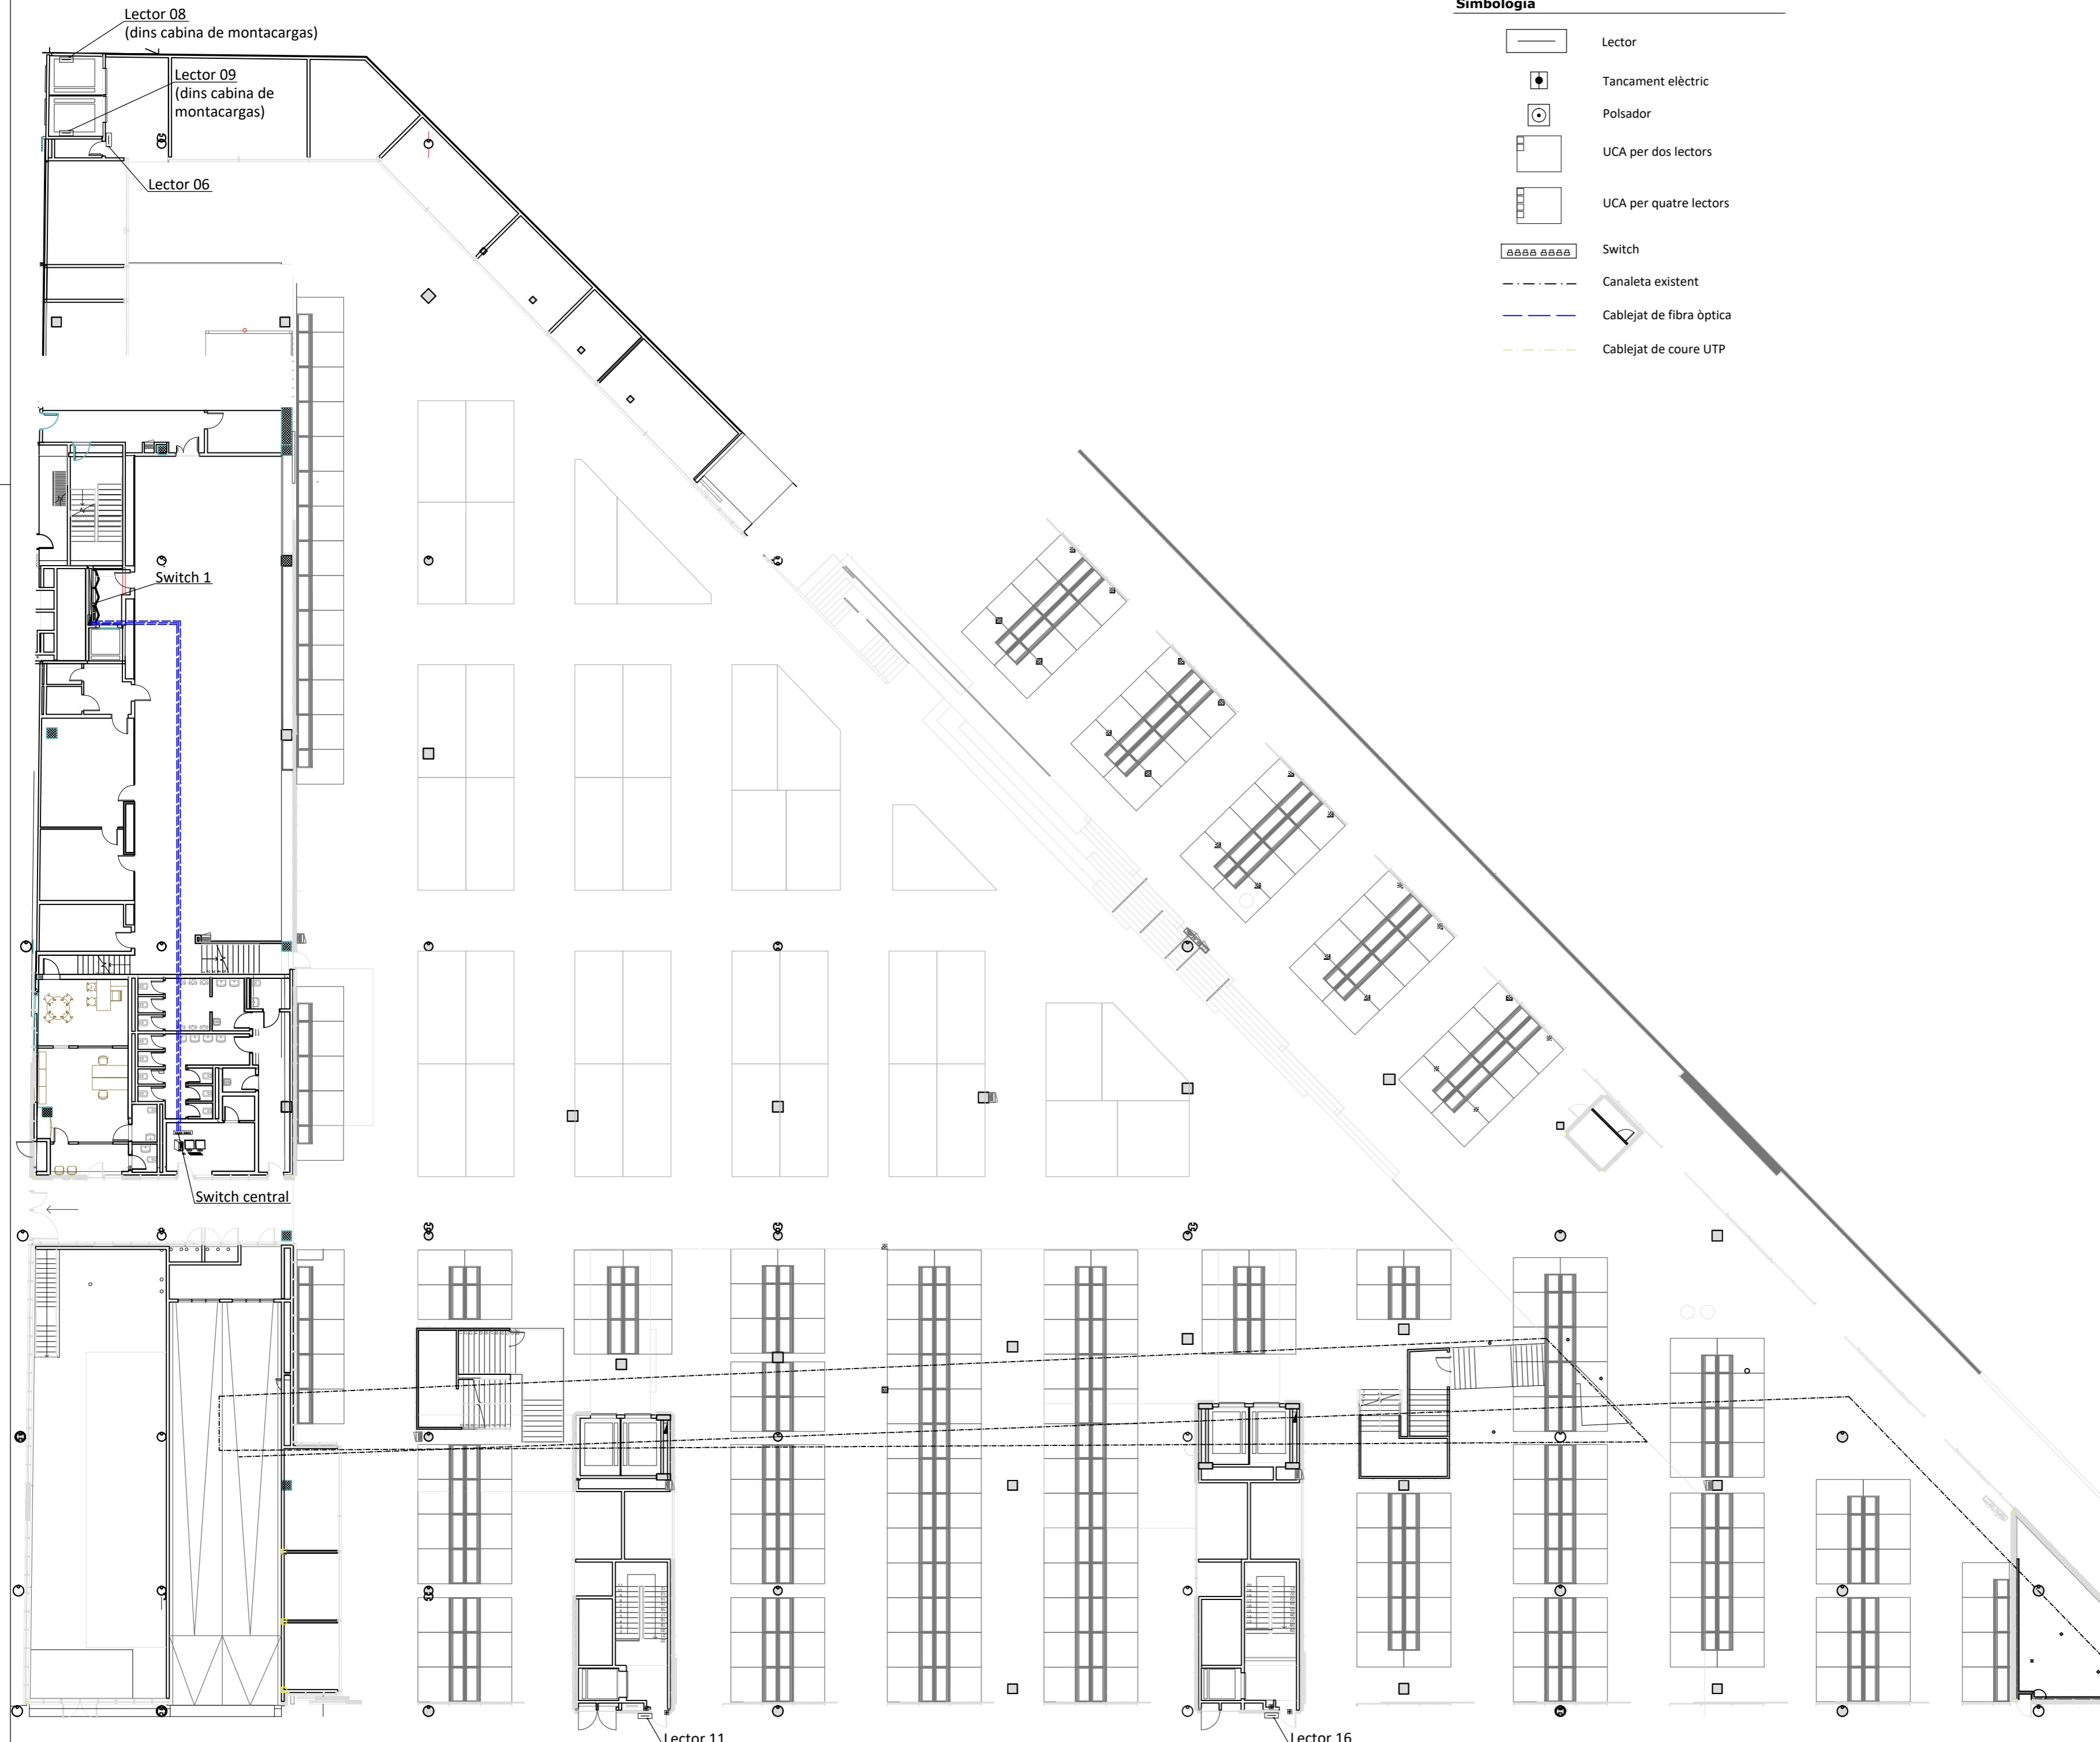 Simbologia
Lector
Tancament elèctric
Polsador
UCA per dos lectors
UCA per quatre lectors
Switch
Canaleta existent
Cablejat de fibra òptica
Cablejat de coure UTP
Lector 08
(dins cabina de montacargas)
Lector 09
(dins cabina de
montacargas)
Lector 06
Switch 1
Switch central
Lector 11
Lector 16